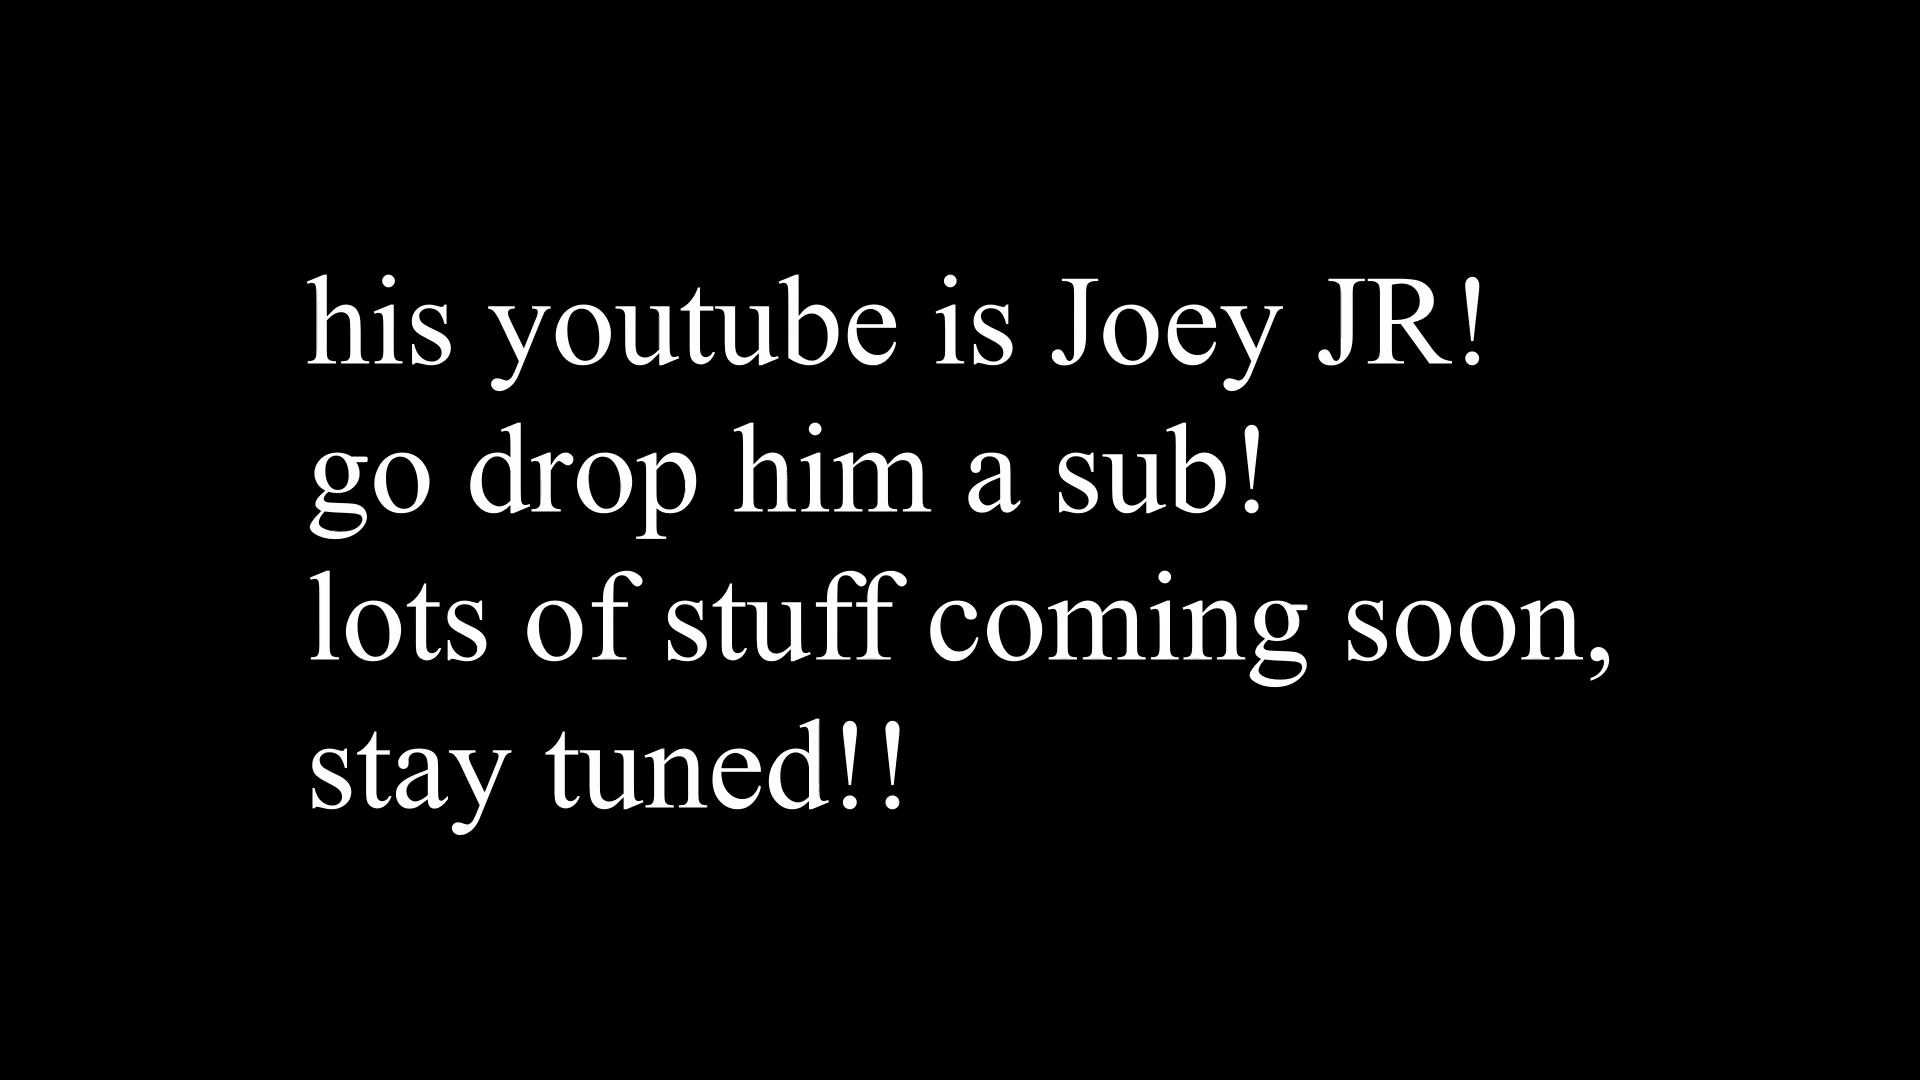 his youtube is Joey JR!
go drop him a sub!
lots of stuff coming soon,
stay tuned!!